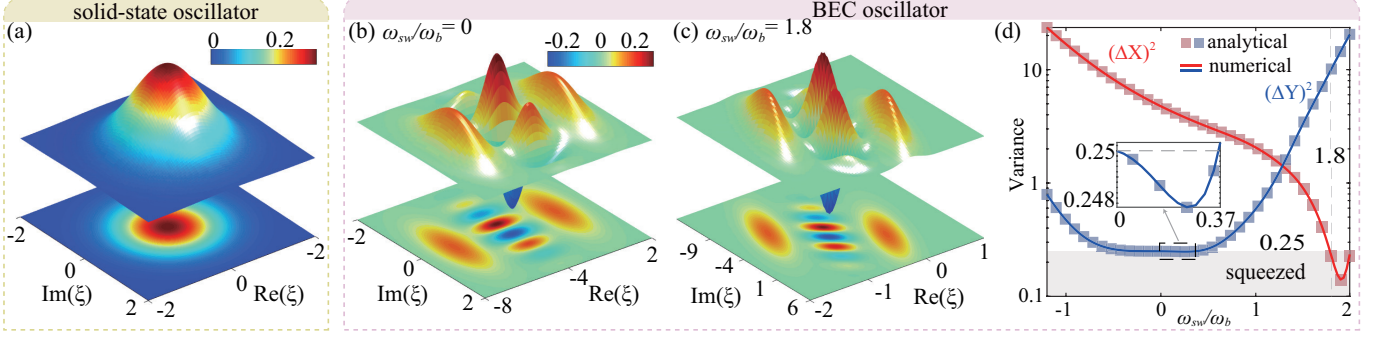 solid-state oscillator
BEC oscillator
(a)
0 0.2
-2
0
Im(ξ)
2 -2
0
Re(ξ)
-2
(b) ω_sw/ω_b = 0
-0.2 0 0.2
-2
0
Im(ξ)
2 -8
-4
Re(ξ)
2
(c) ω_sw/ω_b = 1.8
-9
-4
1
Im(ξ)
6 -2
-1
0
Re(ξ)
1
(d)
(ΔX)²
analytical
numerical
(ΔY)²
Variance
10
1
0.1
0.25
0.248
0 0.37
1.8
0.25
squeezed
-1 0 1 2
ω_sw/ω_b